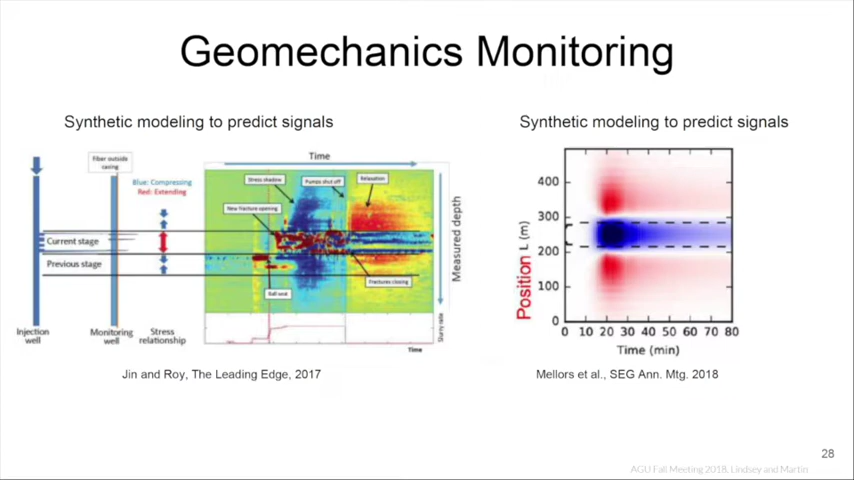 Geomechanics Monitoring
Synthetic modeling to predict signals
Fiber outside
casing
Blue: Compressing
Red: Extending
Current stage
Previous stage
Injection
well
Monitoring
well
Stress
relationship
Time
Stress shadow
Pumps shut off
Relaxation
New fracture opening
Ball seat
Fractures closing
Measured depth
Slurry rate
Time
Jin and Roy, The Leading Edge, 2017
Synthetic modeling to predict signals
Position L (m)
400
300
200
100
0
0 10 20 30 40 50 60 70 80
Time (min)
Mellors et al., SEG Ann. Mtg. 2018
28
AGU Fall Meeting 2018, Lindsey and Martin